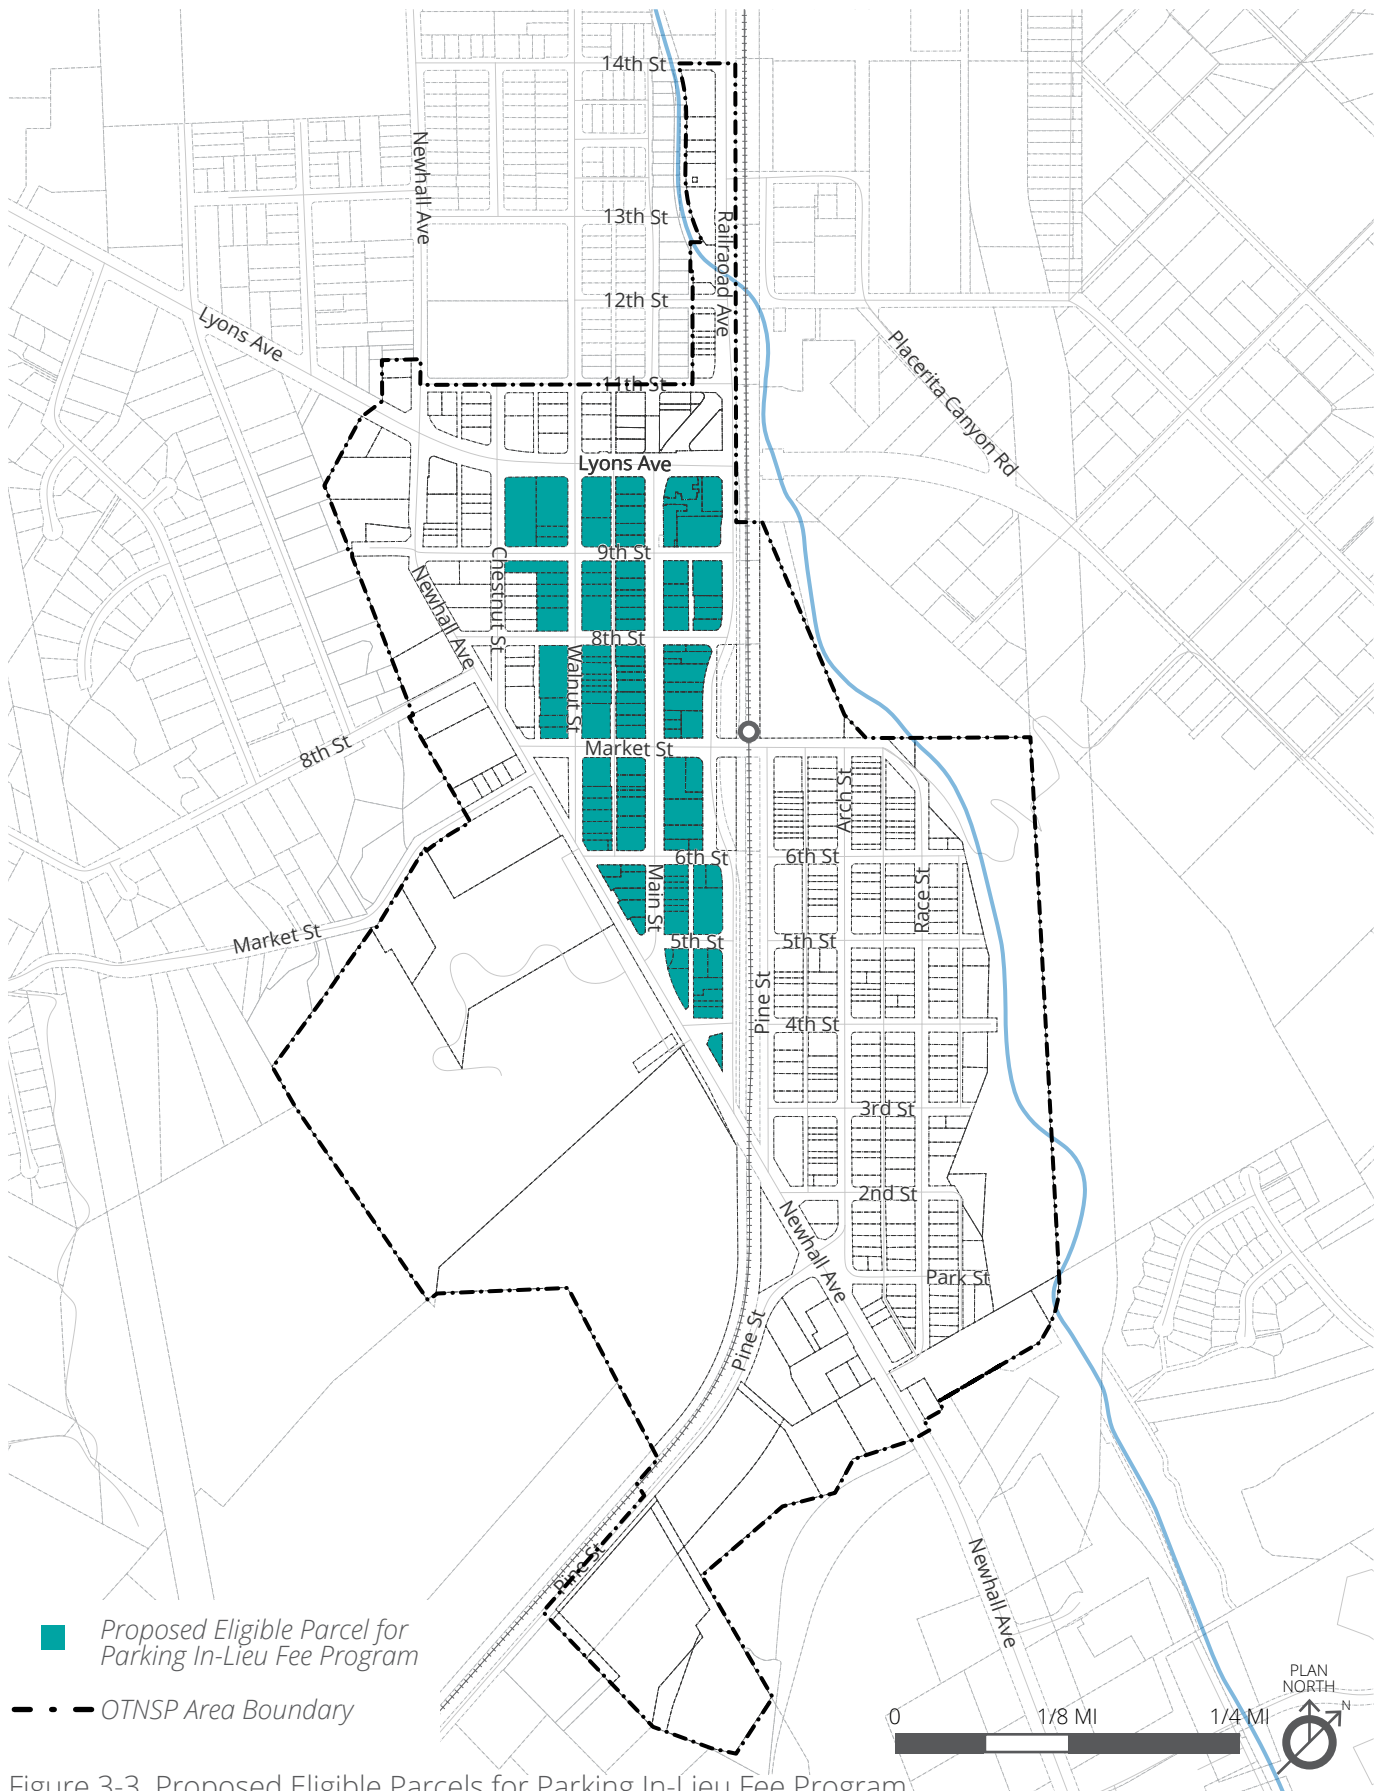 14th St
Newhall Ave
13th St
Railraoad Ave
12th St
Lyons Ave
Placerita Canyon Rd
11th St
Lyons Ave
9th St
Chestnut St
Newhall Ave
8th St
Walnut St
8th St
Market St
Arch St
6th St
6th St
Main St
Race St
Market St
5th St
5th St
Pine St
4th St
3rd St
2nd St
Newhall Ave
Park St
Pine St
Pine St
Newhall Ave
Proposed Eligible Parcel for
Parking In-Lieu Fee Program
OTNSP Area Boundary
PLAN
NORTH
N
0 1/8 MI 1/4 MI
Figure 3-3. Proposed Eligible Parcels for Parking In-Lieu Fee Program